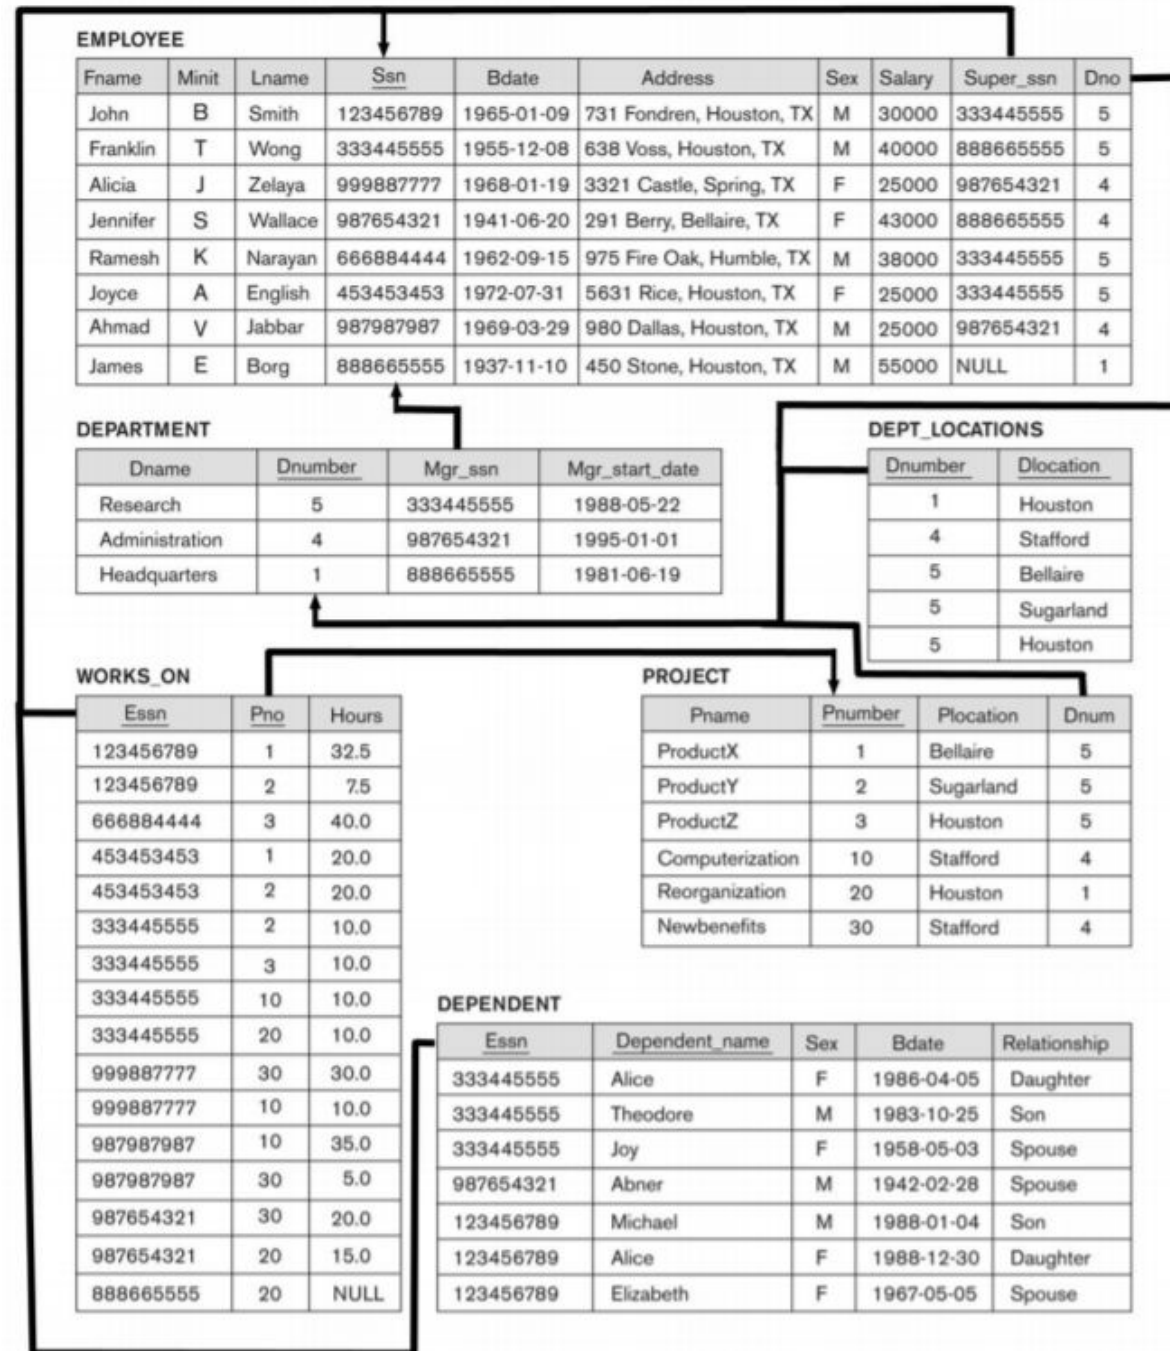 EMPLOYEE
Fname Minit Lname Ssn Bdate Address Sex Salary Super_ssn Dno
John B Smith 123456789 1965-01-09 731 Fondren, Houston, TX M 30000 333445555 5
Franklin T Wong 333445555 1955-12-08 638 Voss, Houston, TX M 40000 888665555 5
Alicia J Zelaya 999887777 1968-01-19 3321 Castle, Spring, TX F 25000 987654321 4
Jennifer S Wallace 987654321 1941-06-20 291 Berry, Bellaire, TX F 43000 888665555 4
Ramesh K Narayan 666884444 1962-09-15 975 Fire Oak, Humble, TX M 38000 333445555 5
Joyce A English 453453453 1972-07-31 5631 Rice, Houston, TX F 25000 333445555 5
Ahmad V Jabbar 987987987 1969-03-29 980 Dallas, Houston, TX M 25000 987654321 4
James E Borg 888665555 1937-11-10 450 Stone, Houston, TX M 55000 NULL 1
DEPARTMENT
Dname Dnumber Mgr_ssn Mgr_start_date
Research 5 333445555 1988-05-22
Administration 4 987654321 1995-01-01
Headquarters 1 888665555 1981-06-19
DEPT_LOCATIONS
Dnumber Dlocation
1 Houston
4 Stafford
5 Bellaire
5 Sugarland
5 Houston
WORKS_ON
Essn Pno Hours
123456789 1 32.5
123456789 2 7.5
666884444 3 40.0
453453453 1 20.0
453453453 2 20.0
333445555 2 10.0
333445555 3 10.0
333445555 10 10.0
333445555 20 10.0
999887777 30 30.0
999887777 10 10.0
987987987 10 35.0
987987987 30 5.0
987654321 30 20.0
987654321 20 15.0
888665555 20 NULL
PROJECT
Pname Pnumber Plocation Dnum
ProductX 1 Bellaire 5
ProductY 2 Sugarland 5
ProductZ 3 Houston 5
Computerization 10 Stafford 4
Reorganization 20 Houston 1
Newbenefits 30 Stafford 4
DEPENDENT
Essn Dependent_name Sex Bdate Relationship
333445555 Alice F 1986-04-05 Daughter
333445555 Theodore M 1983-10-25 Son
333445555 Joy F 1958-05-03 Spouse
987654321 Abner M 1942-02-28 Spouse
123456789 Michael M 1988-01-04 Son
123456789 Alice F 1988-12-30 Daughter
123456789 Elizabeth F 1967-05-05 Spouse